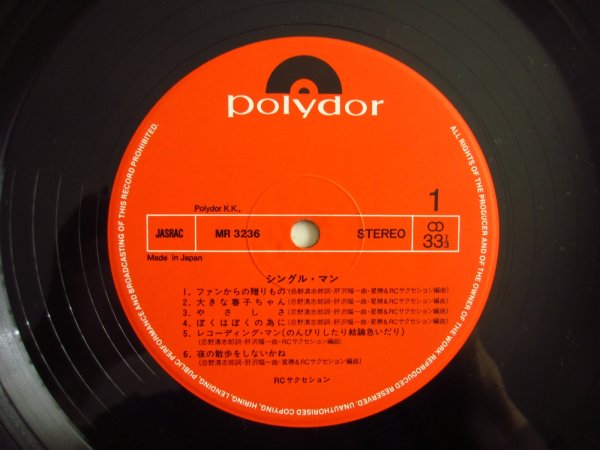 polydor
Polydor K.K.,
1
JASRAC
MR 3236
STEREO
33 1/3
Made in Japan
シングル・マン
1. ファンからの贈りもの(忌野清志郎詞・肝沢幅一曲・星勝&RCサクセション編曲)
2. 大きな春子ちゃん(忌野清志郎詞・肝沢幅一曲・星勝&RCサクセション編曲)
3. やさしさ(忌野清志郎詞・肝沢幅一曲・星勝&RCサクセション編曲)
4. ぼくはぼくの為に(忌野清志郎詞・肝沢幅一曲・星勝&RCサクセション編曲)
5. レコーディング・マン(のんびりしたり結論急いだり)
(忌野清志郎詞・肝沢幅一曲・星勝&RCサクセション編曲)
6. 夜の散歩をしないかね
(忌野清志郎詞・肝沢幅一曲・星勝&RCサクセション編曲)
RCサクセション
ALL RIGHTS OF THE PRODUCER AND OF THE OWNER OF THE WORK REPRODUCED RESERVED. UNAUTHORISED COPYING, HIRING, LENDING, PUBLIC PERFORMANCE AND BROADCASTING OF THIS RECORD PROHIBITED.